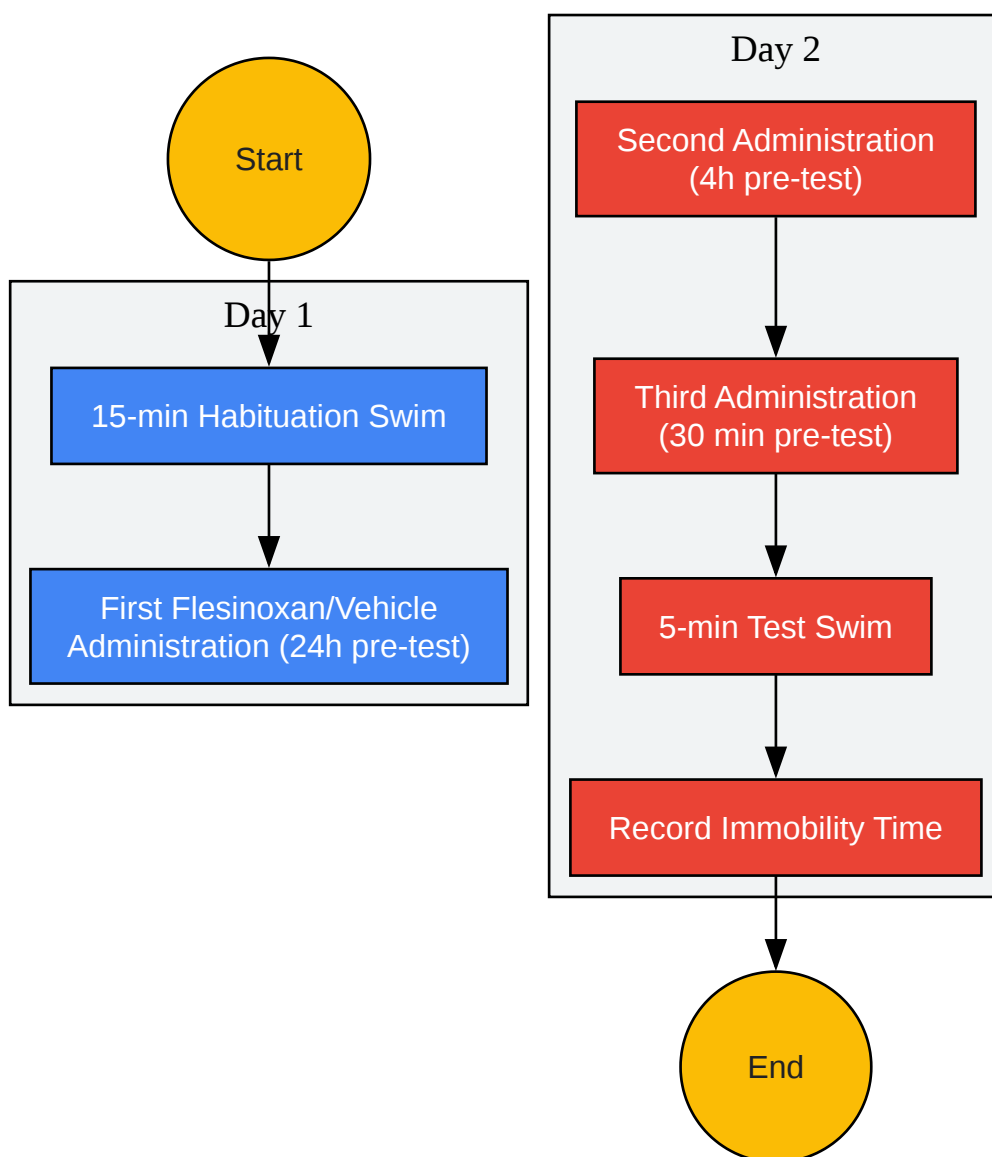 Start
Day 1
15-min Habituation Swim
First Flesinoxan/Vehicle
Administration (24h pre-test)
Day 2
Second Administration
(4h pre-test)
Third Administration
(30 min pre-test)
5-min Test Swim
Record Immobility Time
End